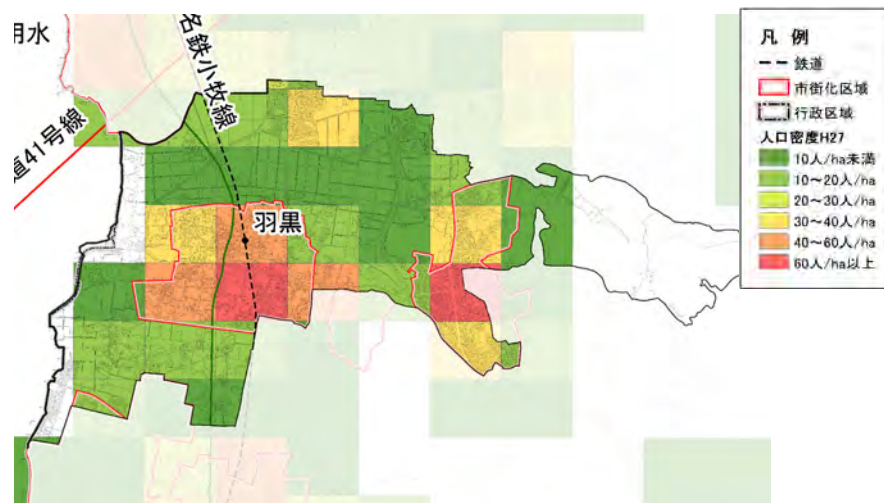 用水
名鉄小牧線
道41号線
羽黒
凡 例
鉄道
市街化区域
行政区域
人口密度H27
10人/ha未満
10～20人/ha
20～30人/ha
30～40人/ha
40～60人/ha
60人/ha以上